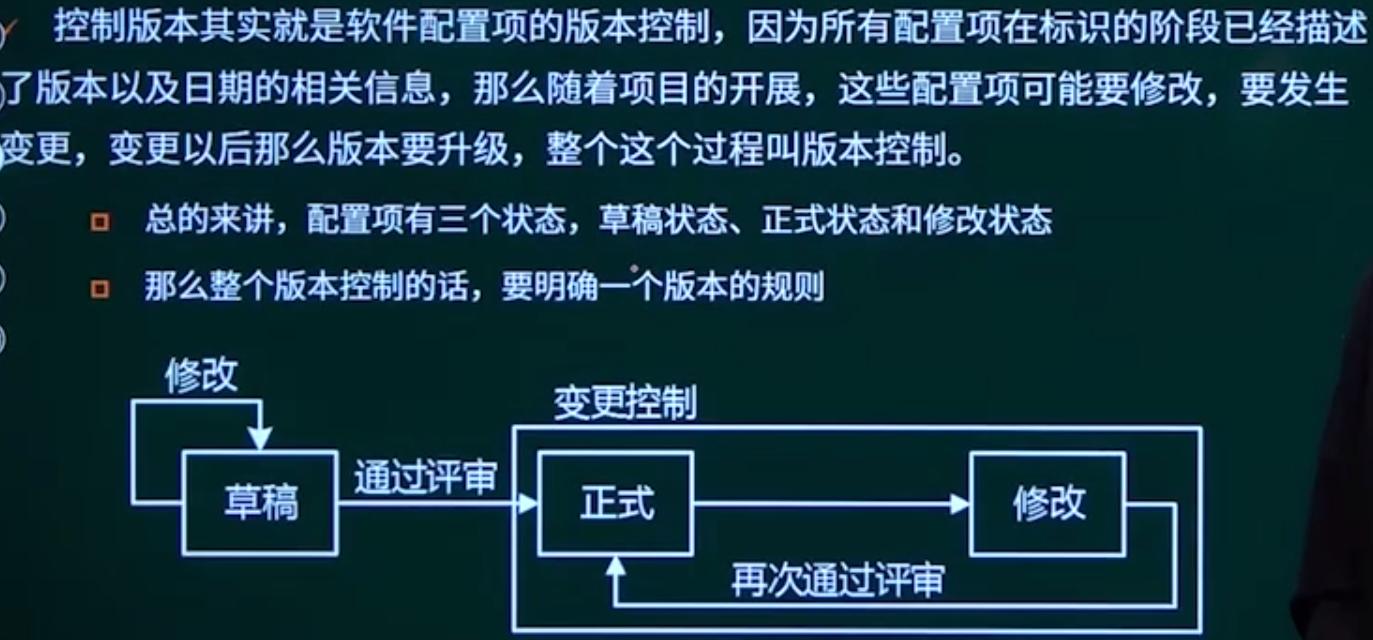 控制版本其实就是软件配置项的版本控制，因为所有配置项在标识的阶段已经描述
了版本以及日期的相关信息，那么随着项目的开展，这些配置项可能要修改，要发生
变更，变更以后那么版本要升级，整个这个过程叫版本控制。
总的来讲，配置项有三个状态，草稿状态、正式状态和修改状态
那么整个版本控制的话，要明确一个版本的规则
修改
变更控制
草稿
通过评审
正式
修改
再次通过评审